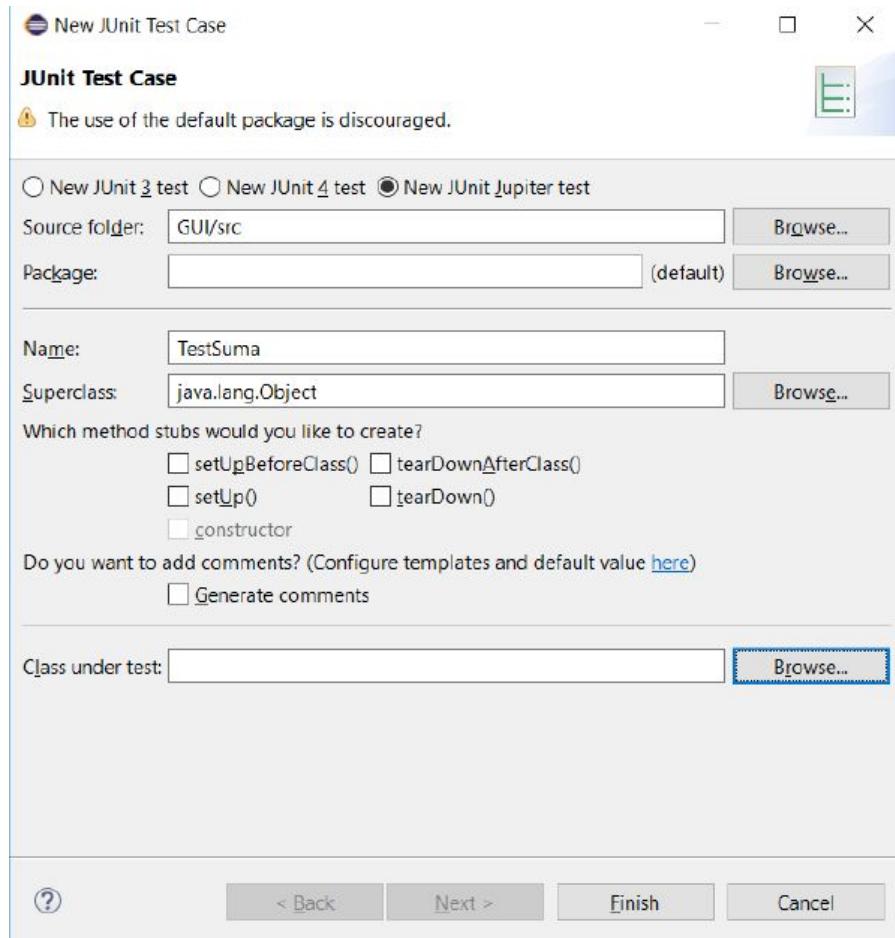 New JUnit Test Case
JUnit Test Case
The use of the default package is discouraged.
New JUnit 3 test New JUnit 4 test New JUnit Jupiter test
Source folder: GUI/src Browse...
Package: (default) Browse...
Name: TestSuma
Superclass: java.lang.Object Browse...
Which method stubs would you like to create?
setUpBeforeClass() tearDownAfterClass()
setUp() tearDown()
constructor
Do you want to add comments? (Configure templates and default value here)
Generate comments
Class under test: Browse...
? < Back Next > Finish Cancel